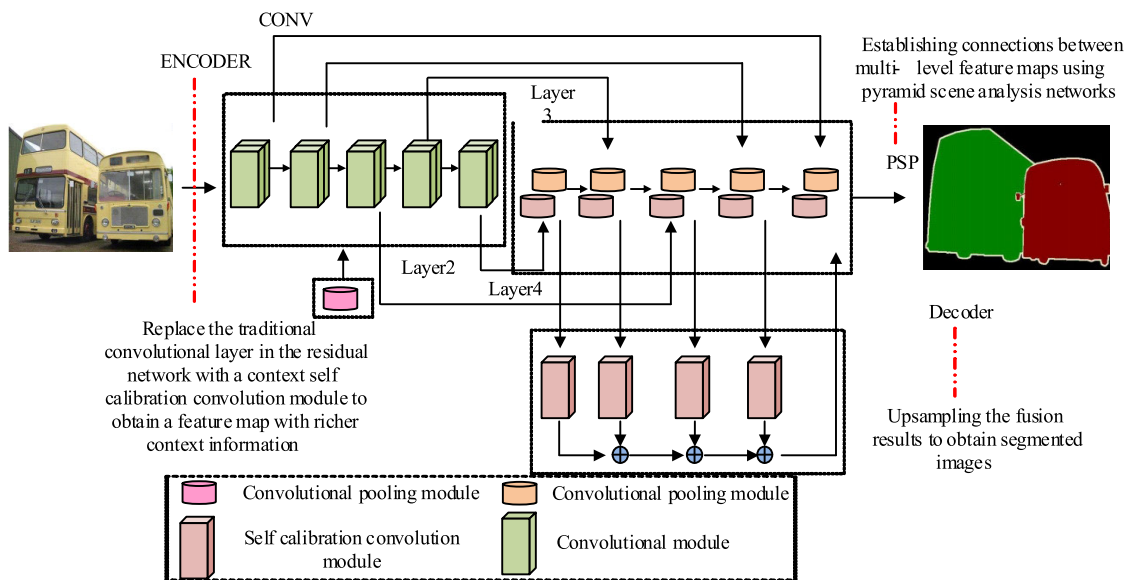 CONV
ENCODER
Establishing connections between
multi- level feature maps using
pyramid scene analysis networks
Layer
3
PSP
Layer2
Layer4
Decoder
Replace the traditional
convolutional layer in the residual
network with a context self
calibration convolution module to
obtain a feature map with richer
context information
Upsampling the fusion
results to obtain segmented
images
Convolutional pooling module
Convolutional pooling module
Self calibration convolution
module
Convolutional module